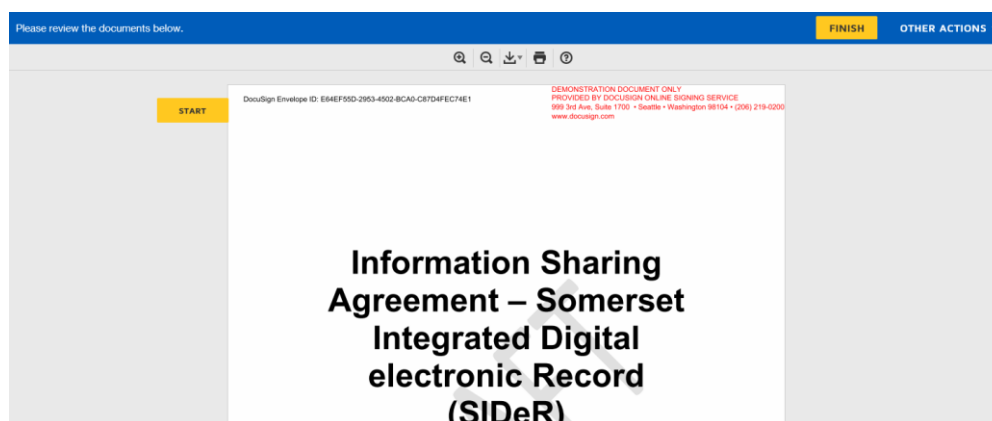 Please review the documents below.
FINISH
OTHER ACTIONS
START
DocuSign Envelope ID: E64EF55D-2953-4502-BCA0-C87D4FEC74E1
DEMONSTRATION DOCUMENT ONLY
PROVIDED BY DOCUSIGN ONLINE SIGNING SERVICE
999 3rd Ave, Suite 1700 • Seattle • Washington 98104 • (206) 219-0200
www.docusign.com
Information Sharing
Agreement – Somerset
Integrated Digital
electronic Record
(SIDeR)